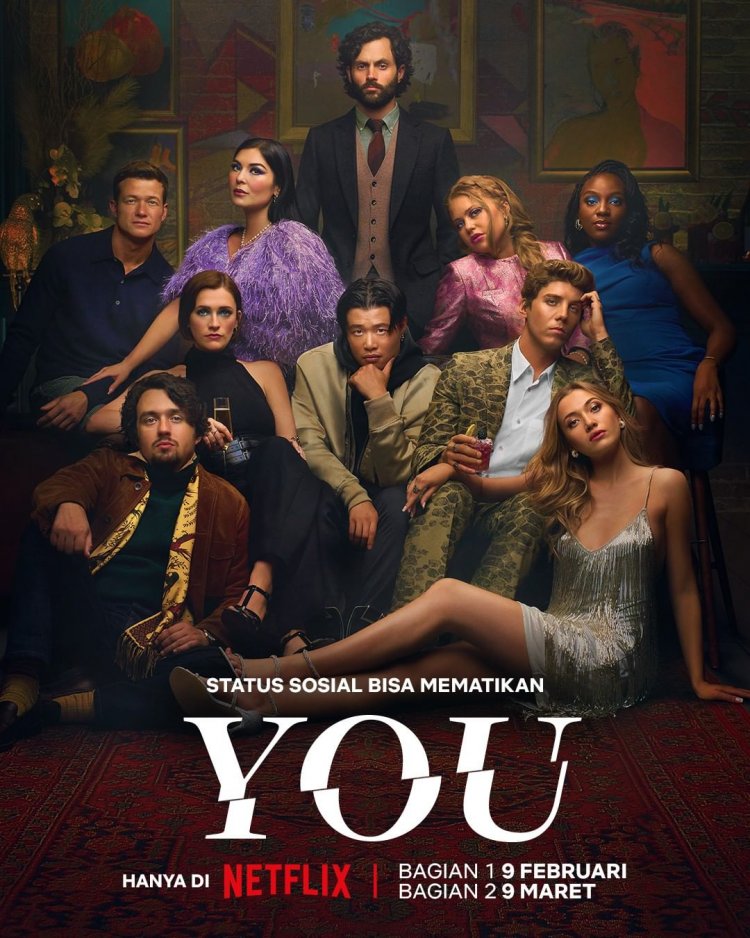 STATUS SOSIAL BISA MEMATIKAN
YOU
HANYA DI NETFLIX | BAGIAN 1 9 FEBRUARI
BAGIAN 2 9 MARET